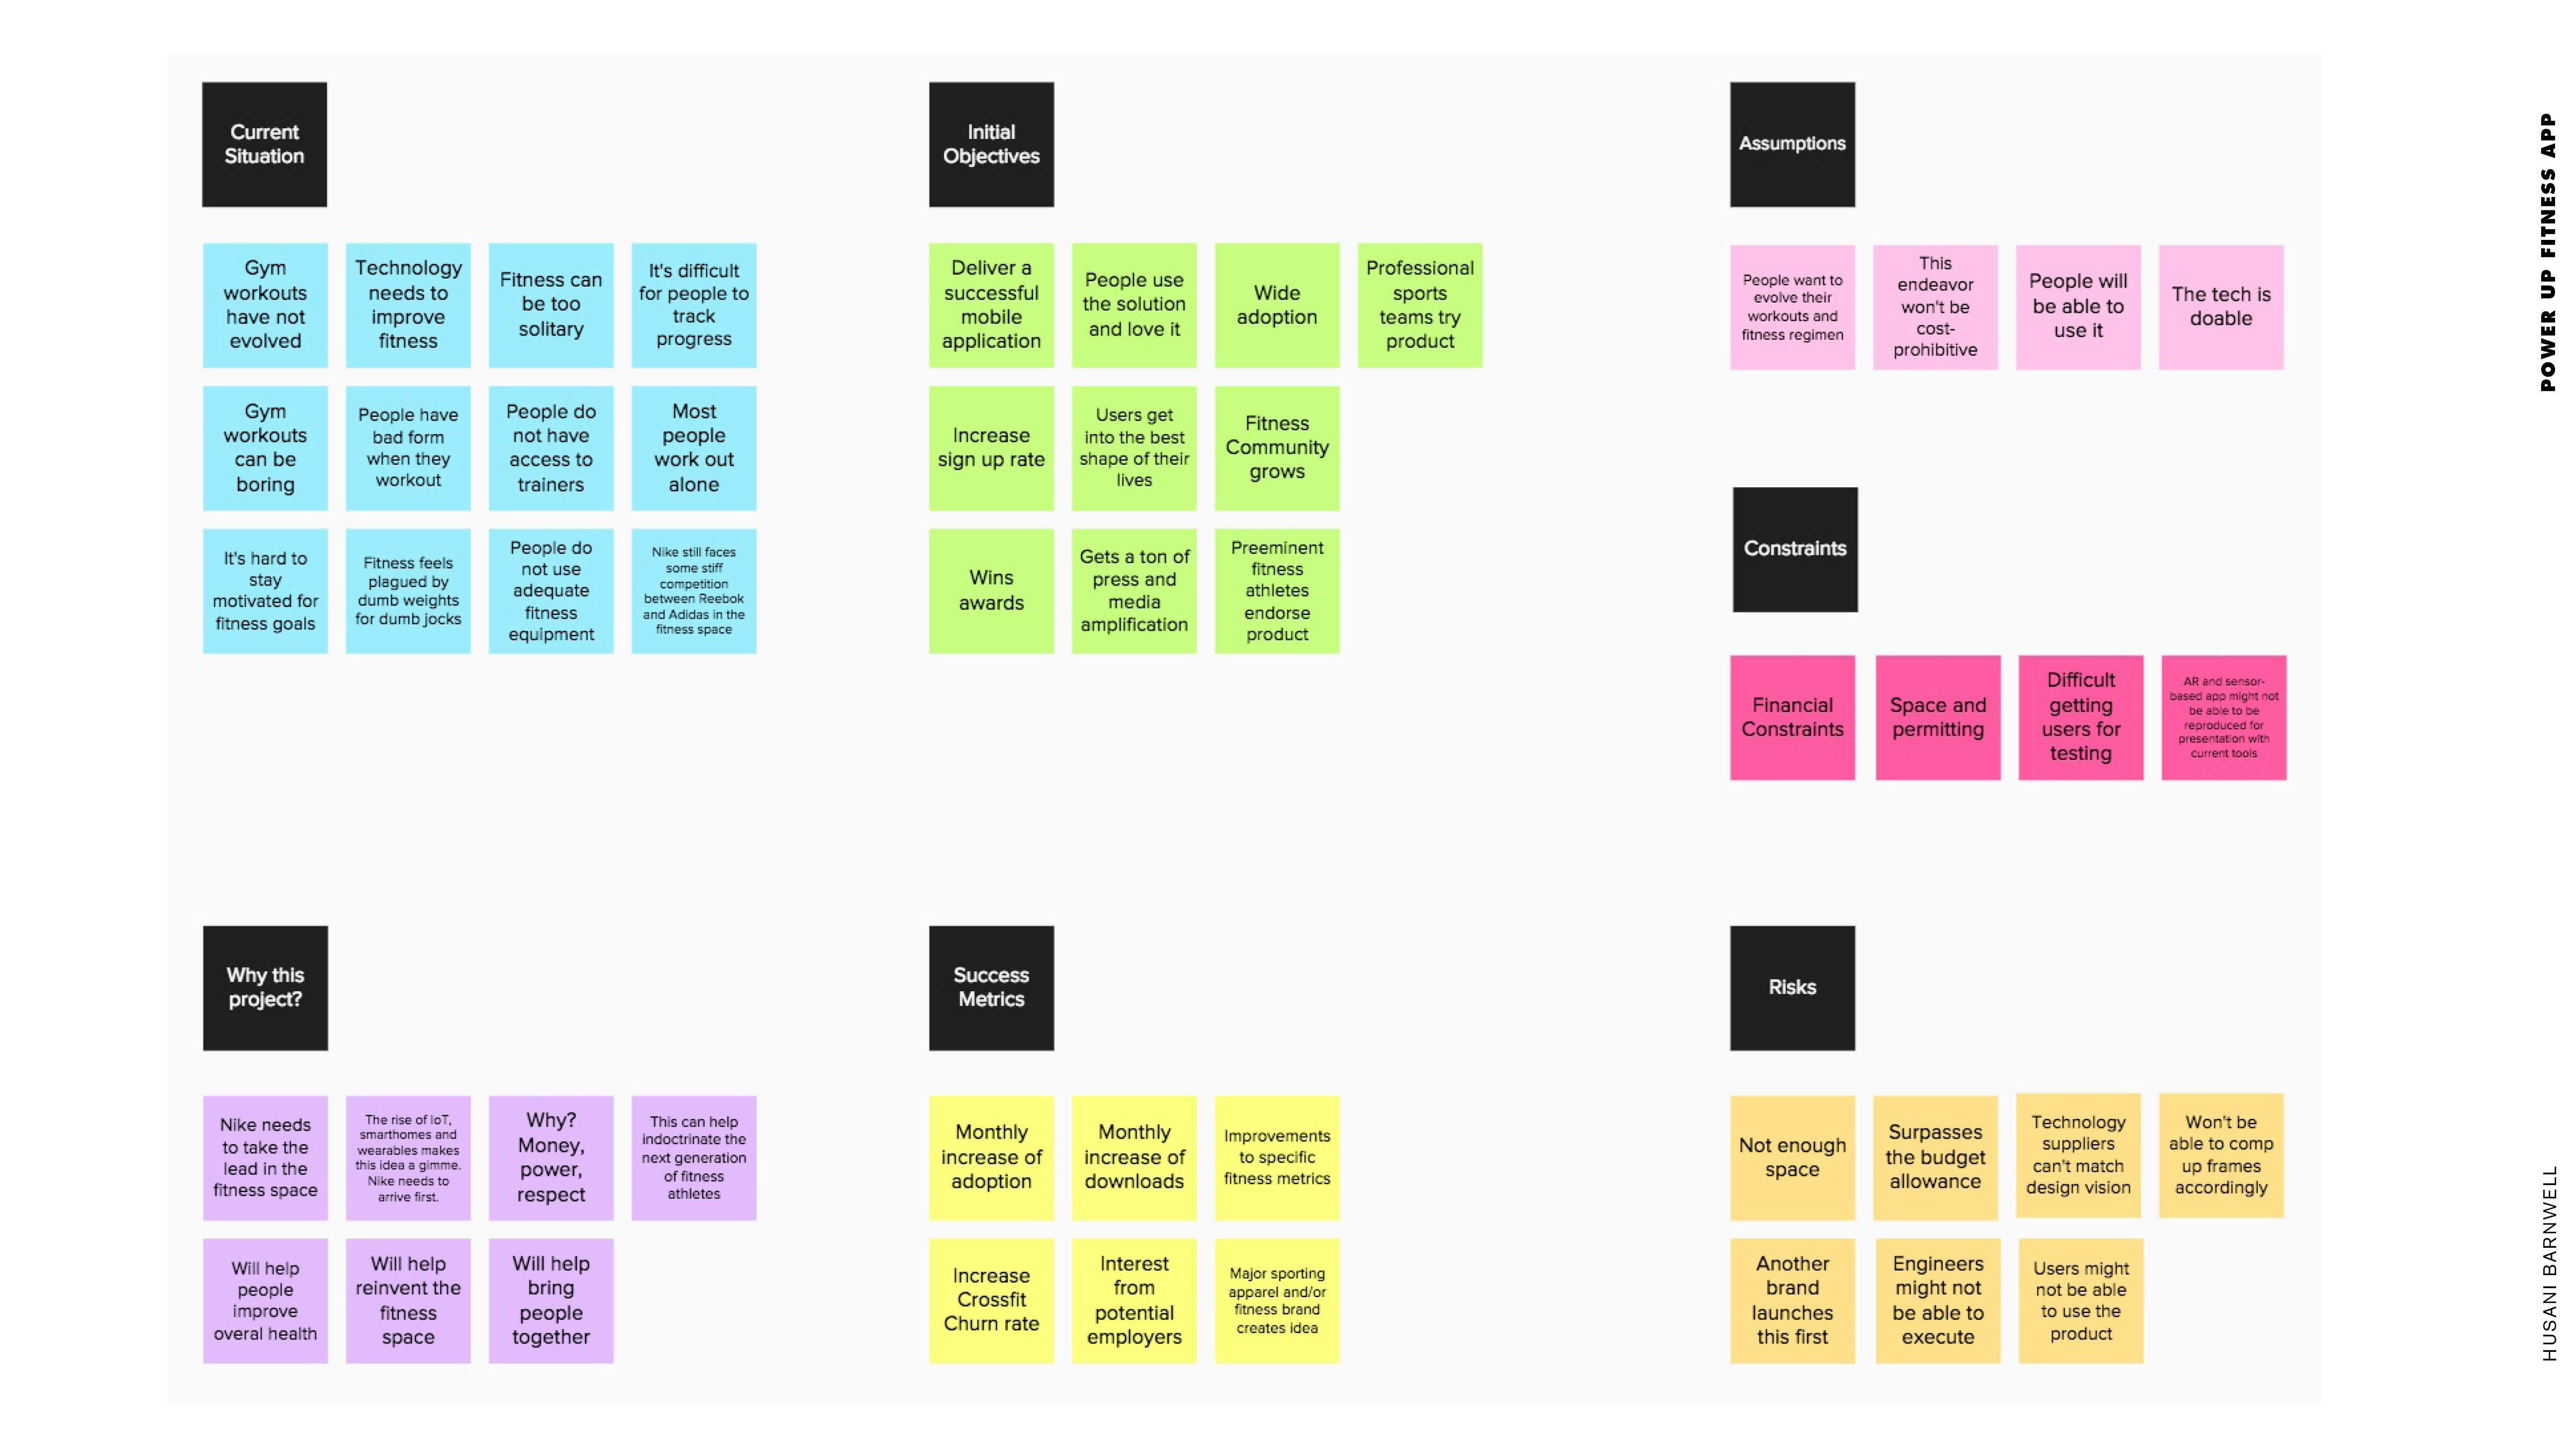 Current
Situation
Gym
workouts
have not
evolved
Technology
needs to
improve
fitness
Fitness can
be too
solitary
It's difficult
for people to
track
progress
Gym
workouts
can be
boring
People have
bad form
when they
workout
People do
not have
access to
trainers
Most
people
work out
alone
It's hard to
stay
motivated for
fitness goals
Fitness feels
plagued by
dumb weights
for dumb jocks
People do
not use
adequate
fitness
equipment
Nike still faces
some stiff
competition
between Reebok
and Adidas in the
fitness space
Initial
Objectives
Deliver a
successful
mobile
application
People use
the solution
and love it
Wide
adoption
Professional
sports
teams try
product
Increase
sign up rate
Users get
into the best
shape of their
lives
Fitness
Community
grows
Wins
awards
Gets a ton of
press and
media
amplification
Preeminent
fitness
athletes
endorse
product
Assumptions
People want to
evolve their
workouts and
fitness regimen
This
endeavor
won't be
cost-
prohibitive
People will
be able to
use it
The tech is
doable
Constraints
Financial
Constraints
Space and
permitting
Difficult
getting
users for
testing
AR and sensor-
based app might not
be able to be
reproduced for
presentation with
current tools
Why this
project?
Nike needs
to take the
lead in the
fitness space
The rise of IoT,
smarthomes and
wearables makes
this idea a gimme.
Nike needs to
arrive first.
Why?
Money,
power,
respect
This can help
indoctrinate the
next generation
of fitness
athletes
Will help
people
improve
overal health
Will help
reinvent the
fitness
space
Will help
bring
people
together
Success
Metrics
Monthly
increase of
adoption
Monthly
increase of
downloads
Improvements
to specific
fitness metrics
Increase
Crossfit
Churn rate
Interest
from
potential
employers
Major sporting
apparel and/or
fitness brand
creates idea
Risks
Not enough
space
Surpasses
the budget
allowance
Technology
suppliers
can't match
design vision
Won't be
able to comp
up frames
accordingly
Another
brand
launches
this first
Engineers
might not
be able to
execute
Users might
not be able
to use the
product
POWER UP FITNESS APP
HUSANI BARNWELL